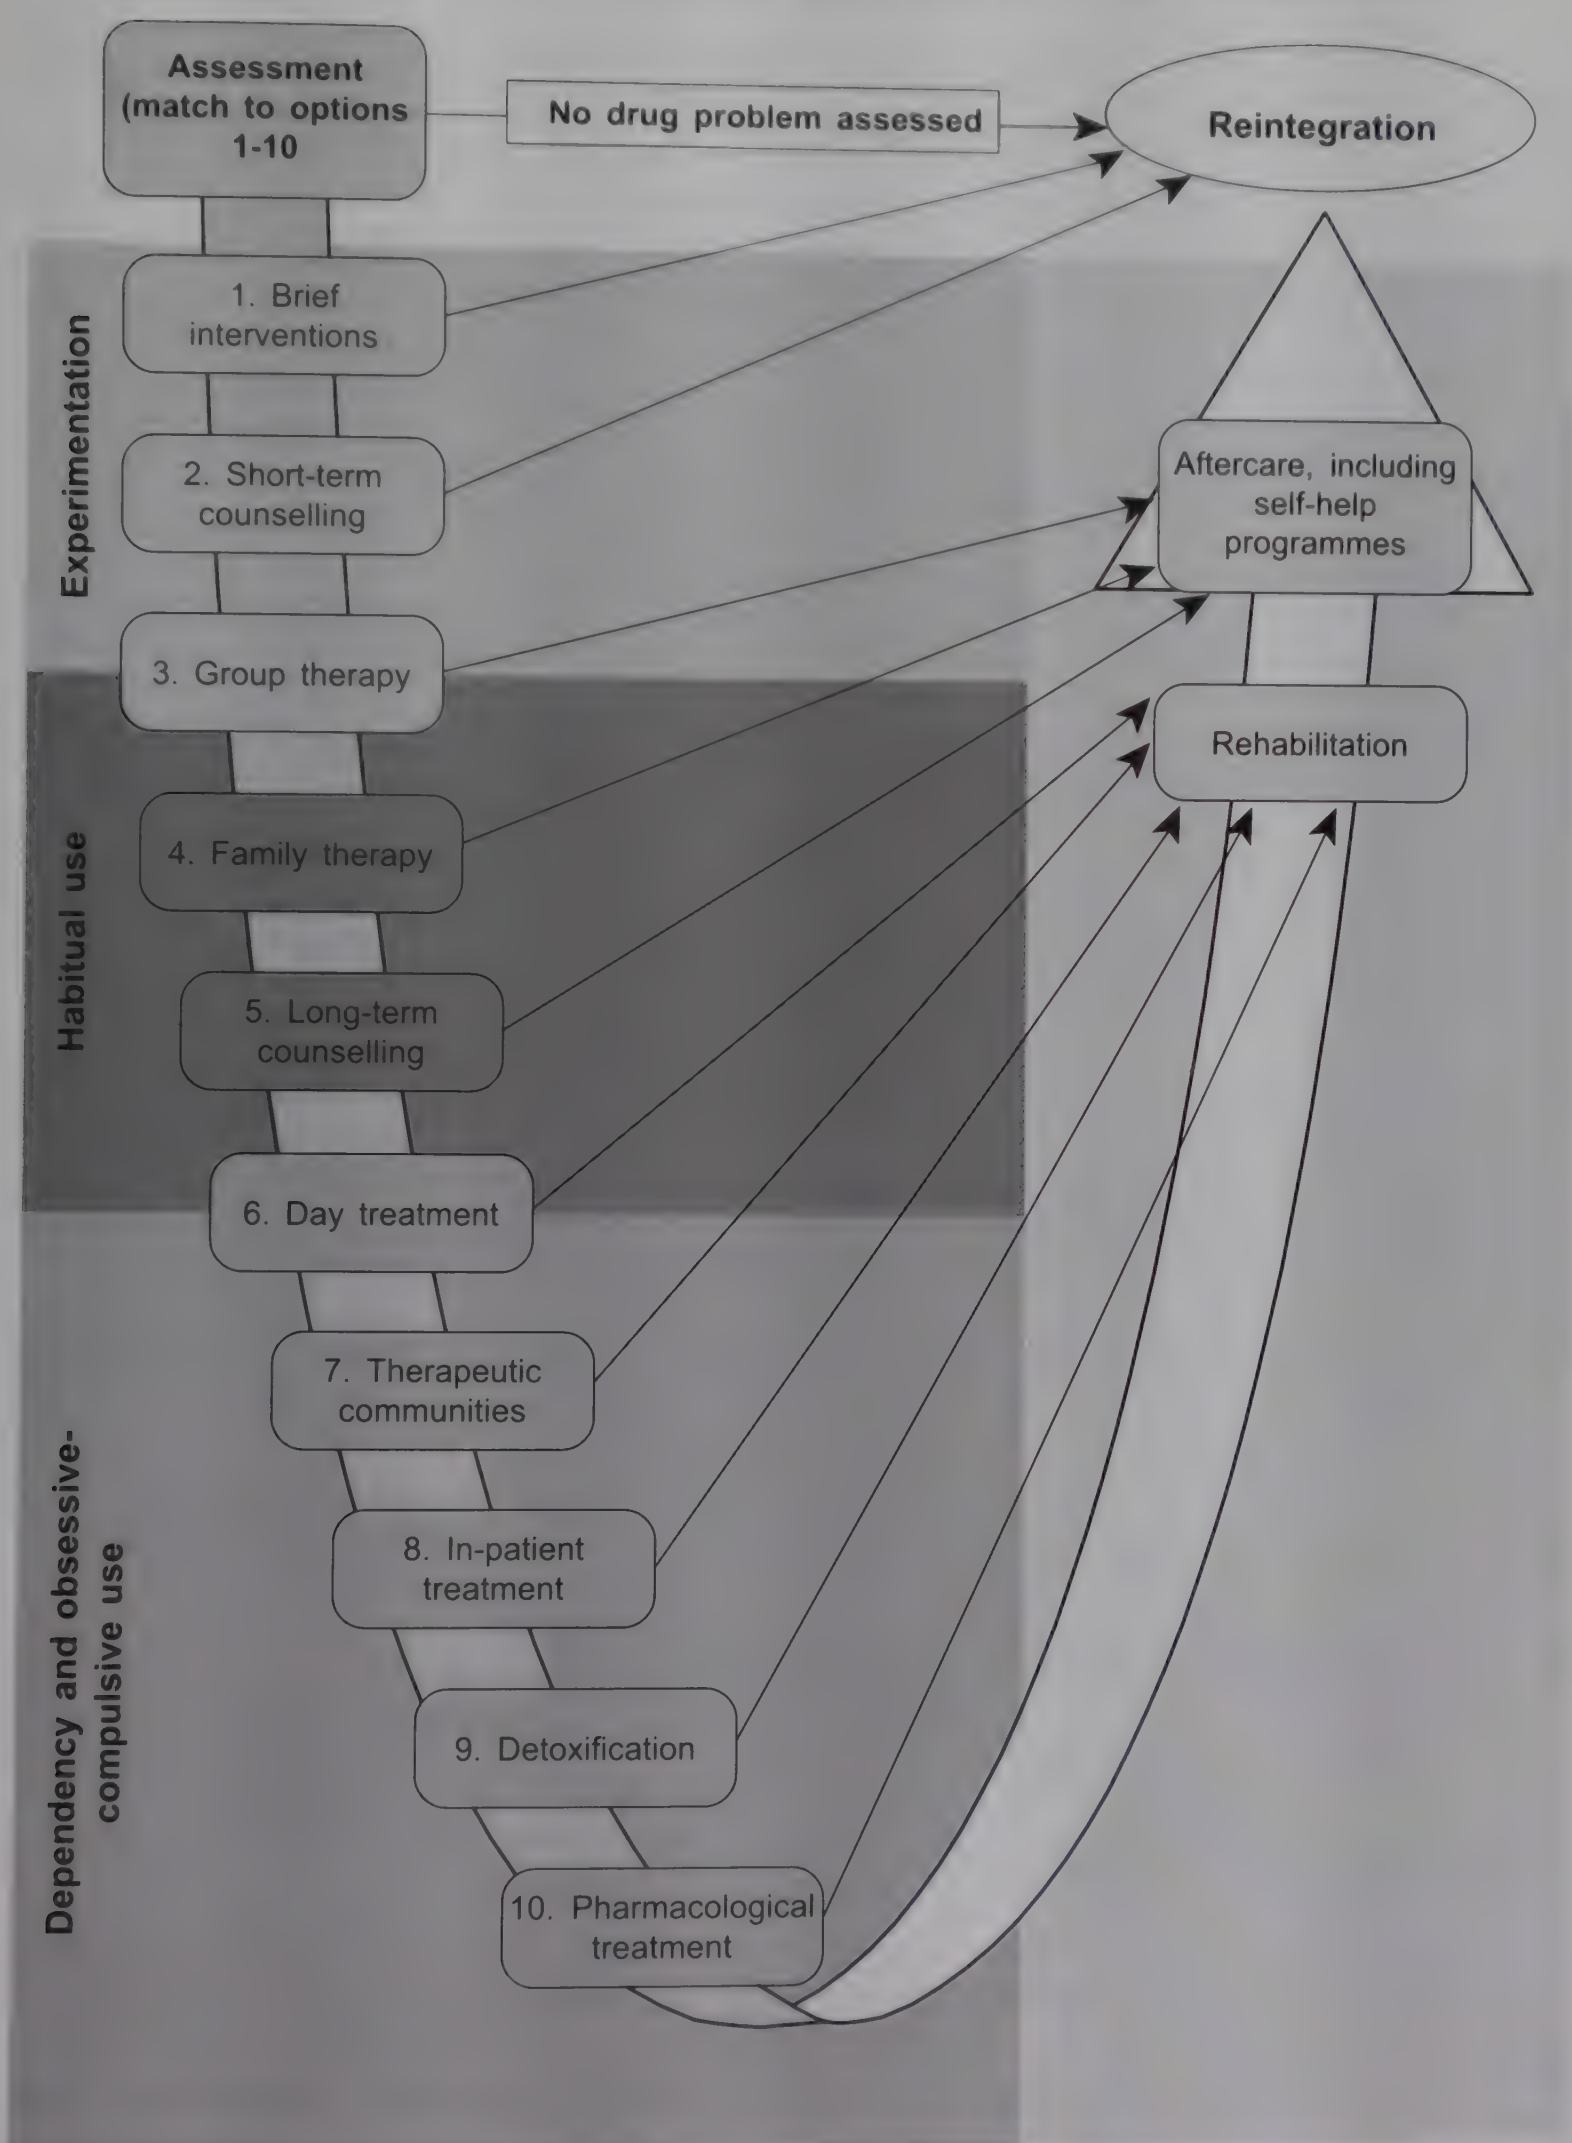 Assessment
(match to options
1-10
No drug problem assessed
Reintegration
Experimentation
1. Brief
interventions
2. Short-term
counselling
3. Group therapy
Aftercare, including
self-help
programmes
Rehabilitation
Habitual use
4. Family therapy
5. Long-term
counselling
6. Day treatment
Dependency and obsessive-
compulsive use
7. Therapeutic
communities
8. In-patient
treatment
9. Detoxification
10. Pharmacological
treatment